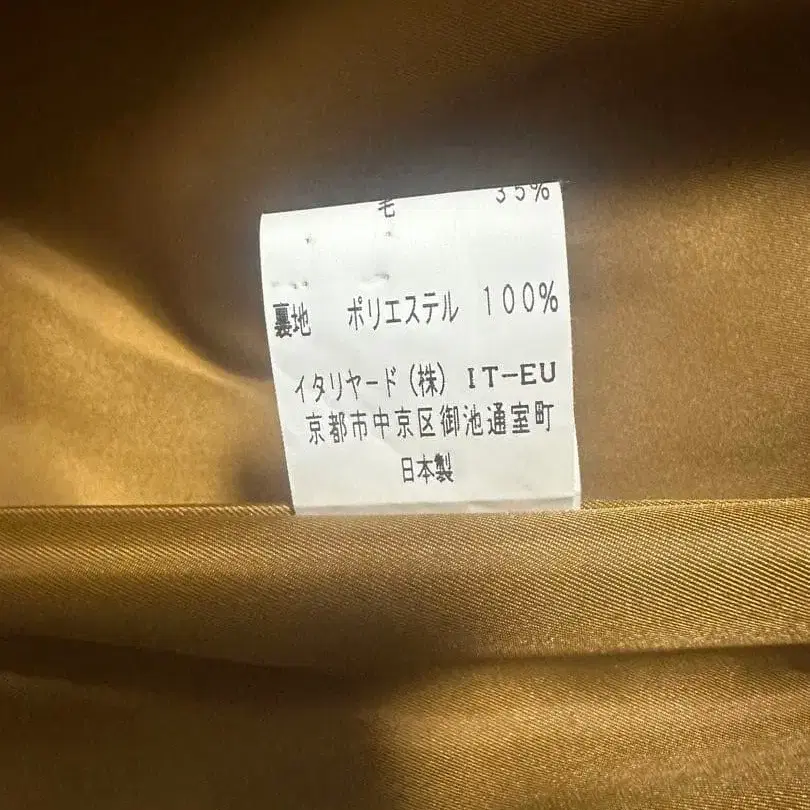 毛 35%
裏地 ポリエステル 100%
イタリヤード(株) IT-EU
京都市中京区御池通室町
日本製